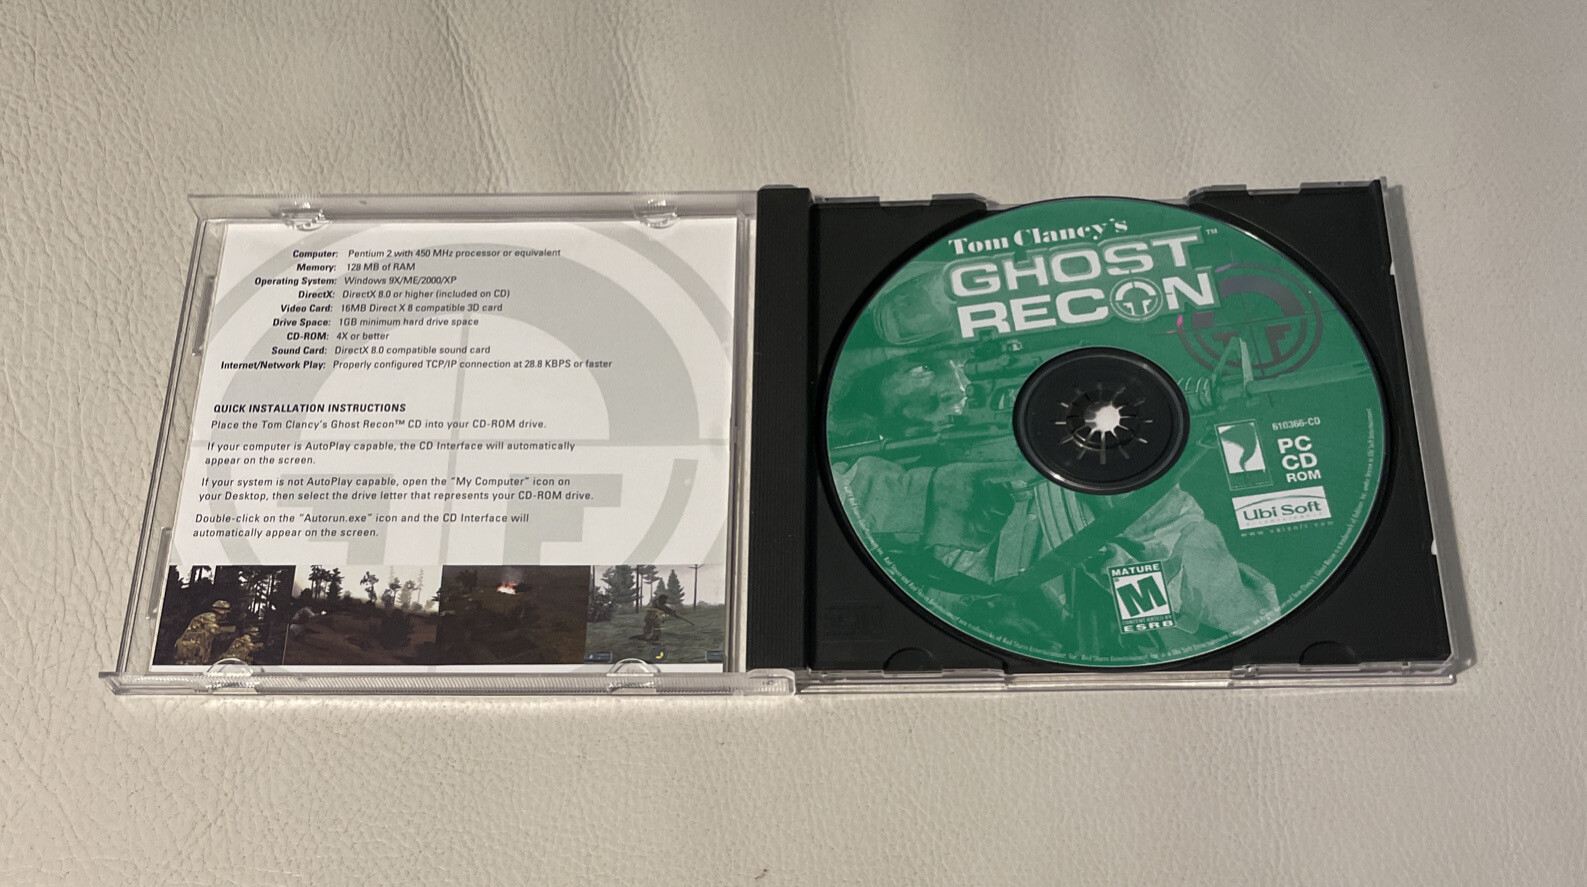 Computer: Pentium 2 with 450 MHz processor or equivalent
Memory: 128 MB of RAM
Operating System: Windows 9X/ME/2000/XP
DirectX: DirectX 8.0 or higher (included on CD)
Video Card: 16MB Direct X 8 compatible 3D card
Drive Space: 1GB minimum hard drive space
CD-ROM: 4X or better
Sound Card: DirectX 8.0 compatible sound card
Internet/Network Play: Properly configured TCP/IP connection at 28.8 KBPS or faster
QUICK INSTALLATION INSTRUCTIONS
Place the Tom Clancy's Ghost Recon™ CD into your CD-ROM drive.
If your computer is AutoPlay capable, the CD Interface will automatically
appear on the screen.
If your system is not AutoPlay capable, open the "My Computer" icon on
your Desktop, then select the drive letter that represents your CD-ROM drive.
Double-click on the "Autorun.exe" icon and the CD Interface will
automatically appear on the screen.
Tom Clancy's
GHOST™
RECON
610366-CD
PC
CD
ROM
Ubi Soft
www.ubisoft.com
MATURE
M
ESRB